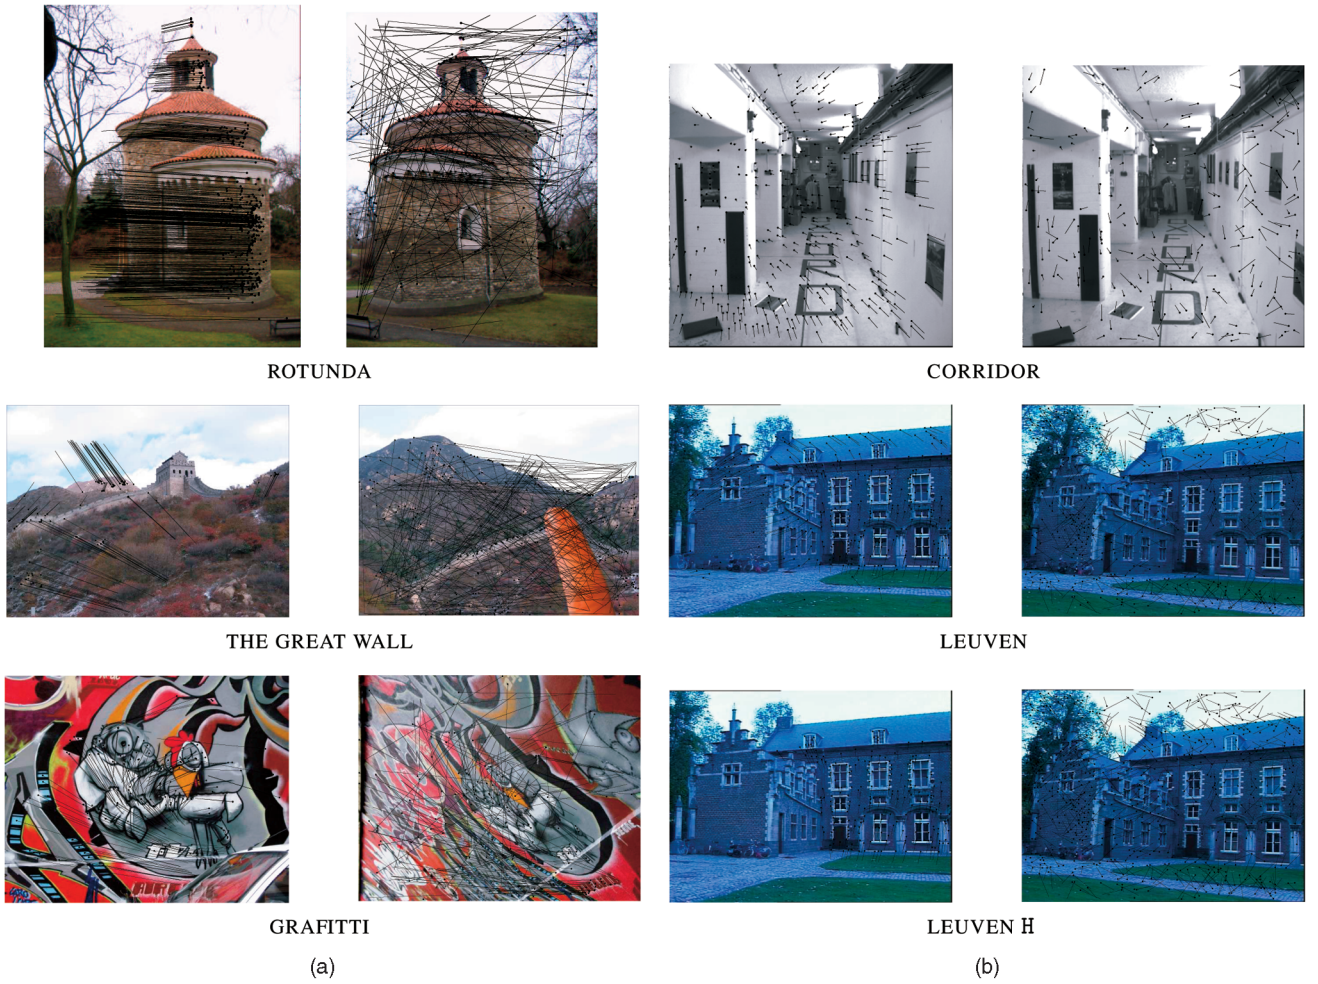 ROTUNDA
CORRIDOR
THE GREAT WALL
LEUVEN
GRAFITTI
LEUVEN H
(a)
(b)